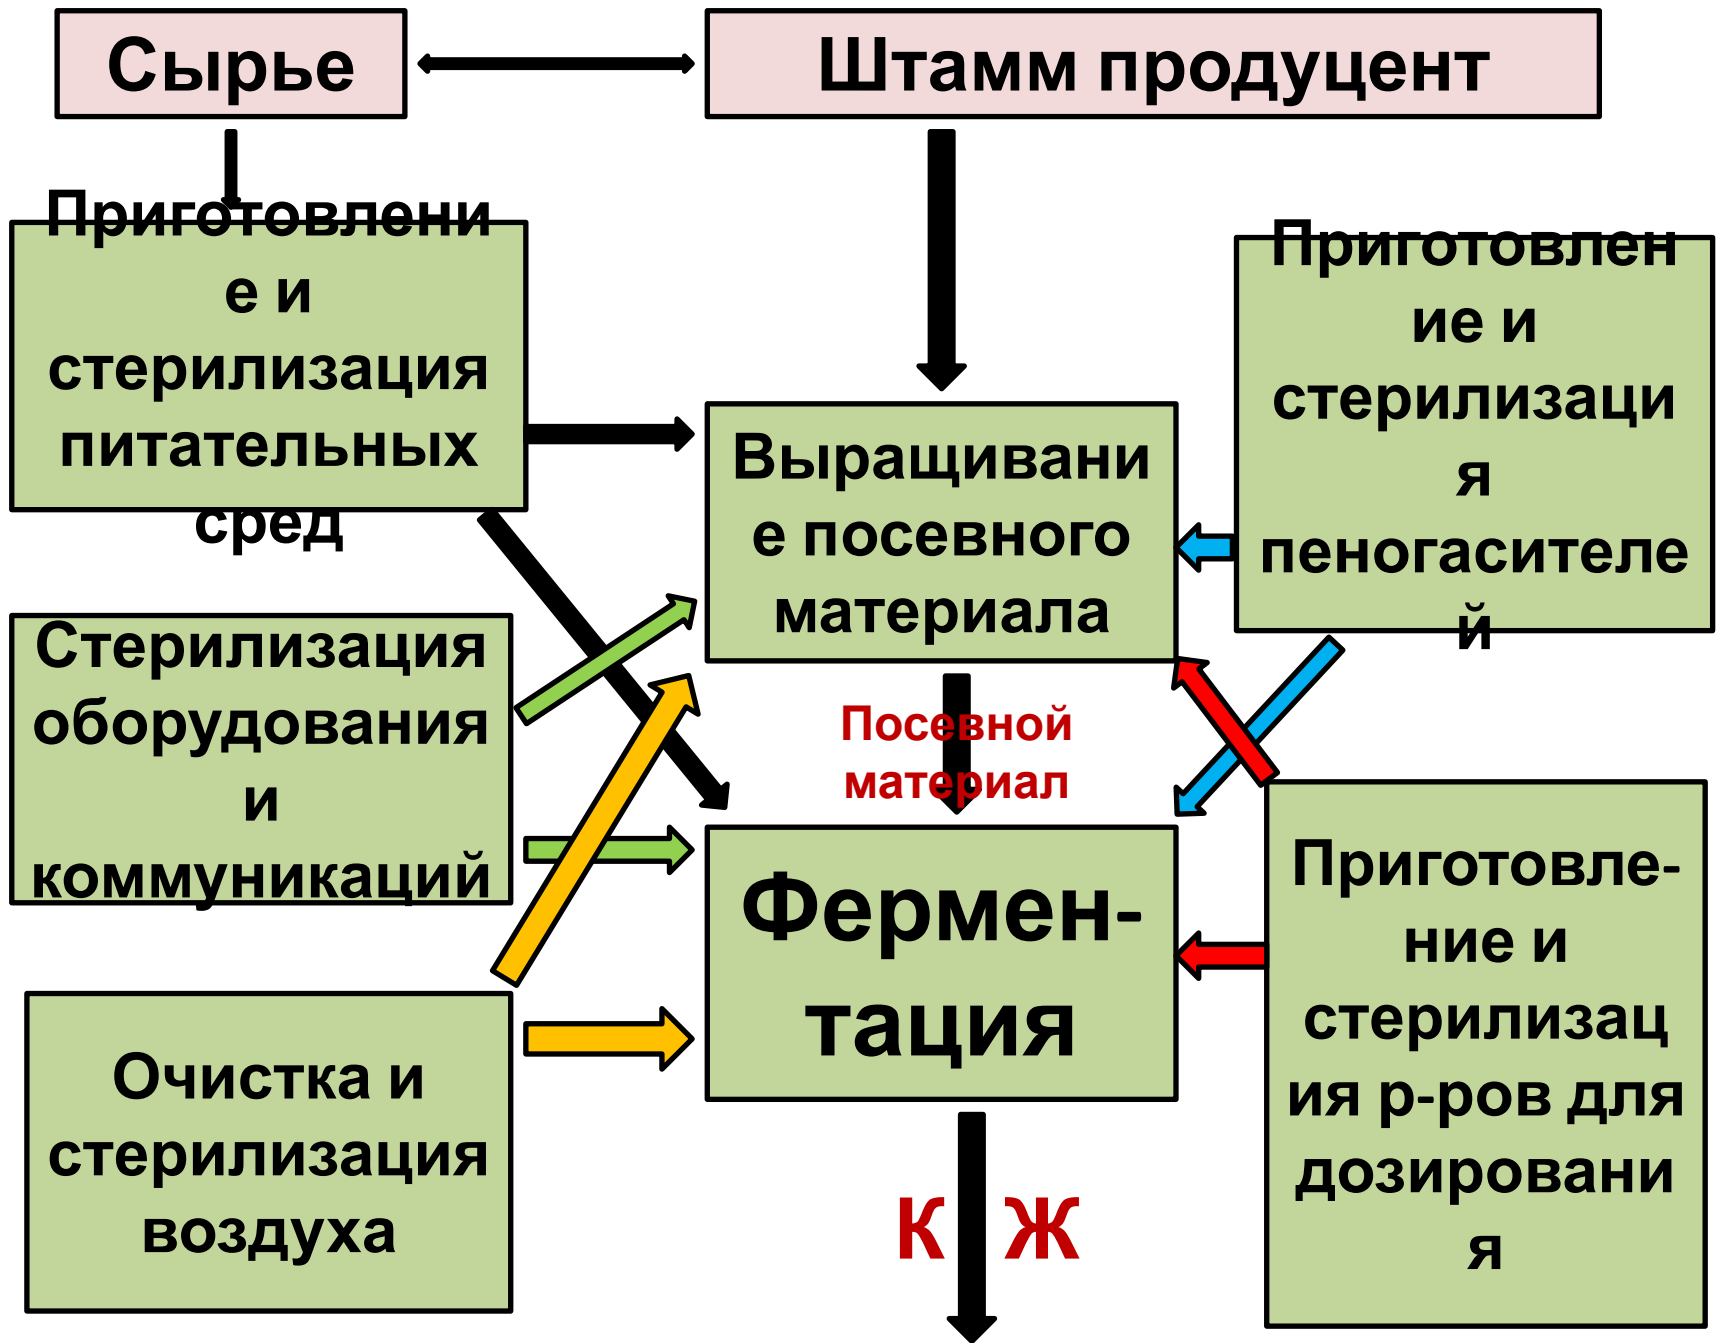 Сырье
Штамм продуцент
Приготовлени
е и
стерилизация
питательных
сред
Приготовлен
ие и
стерилизаци
я
пеногасителе
й
Выращивани
е посевного
материала
Стерилизация
оборудования
и
коммуникаций
Посевной
материал
Фермен-
тация
Приготовле-
ние и
стерилизац
ия р-ров для
дозировани
я
Очистка и
стерилизация
воздуха
К Ж